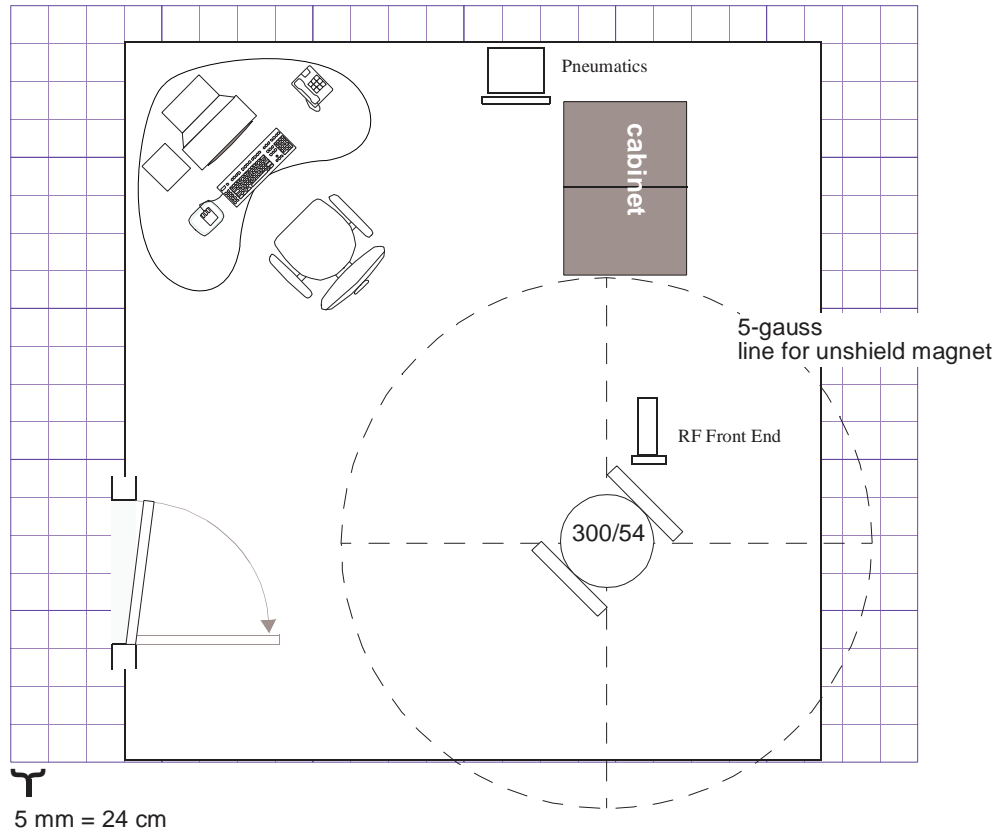 Pneumatics
cabinet
5-gauss
line for unshield magnet
RF Front End
300/54
5 mm = 24 cm